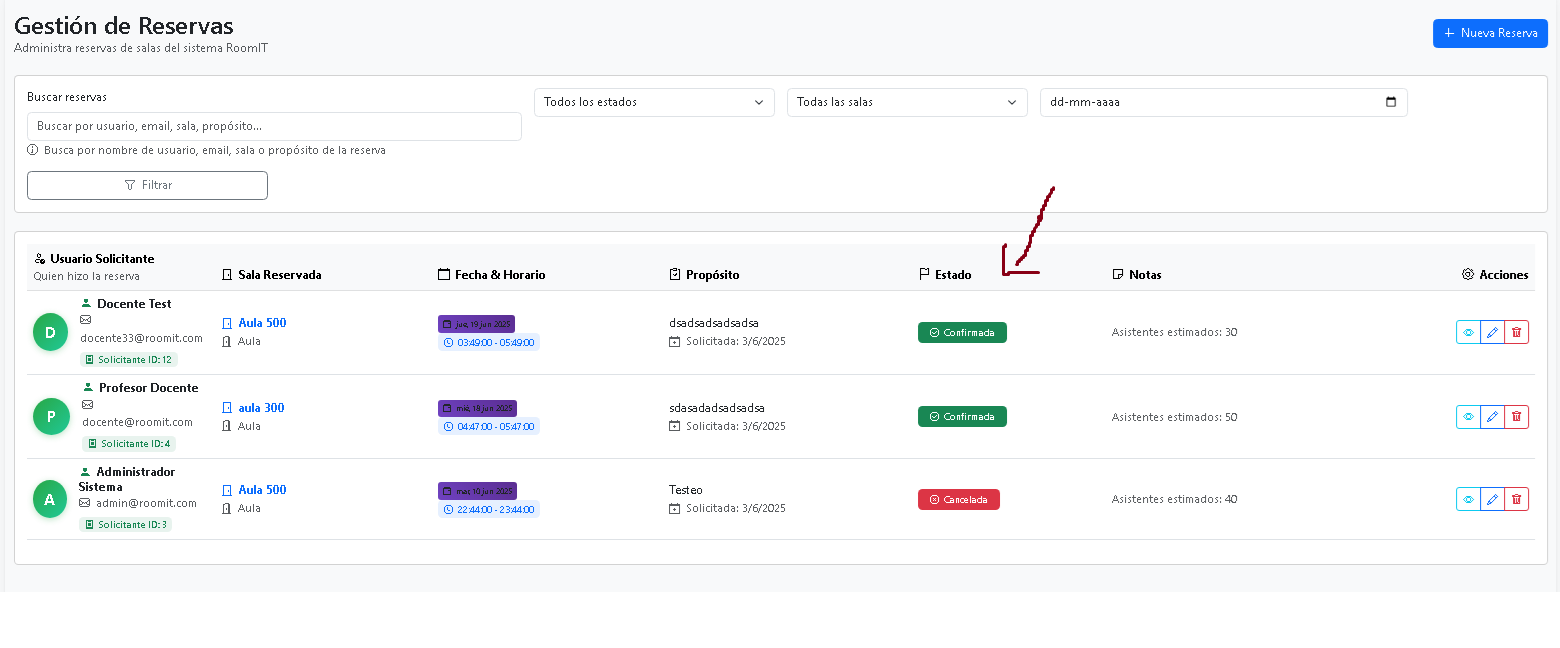 Gestión de Reservas
Administra reservas de salas del sistema RoomIT
+ Nueva Reserva
Buscar reservas
Buscar por usuario, email, sala, propósito...
Busca por nombre de usuario, email, sala o propósito de la reserva
Todos los estados
Todas las salas
dd-mm-aaaa
Filtrar
Usuario Solicitante
Quien hizo la reserva
Sala Reservada
Fecha & Horario
Propósito
Estado
Notas
Acciones
D
Docente Test
docente33@roomit.com
Solicitante ID: 12
Aula 500
Aula
jue, 19 jun 2025
03:49:00 - 05:49:00
dsadsadsadsadsa
Solicitada: 3/6/2025
Confirmada
Asistentes estimados: 30
P
Profesor Docente
docente@roomit.com
Solicitante ID: 4
aula 300
Aula
mié, 18 jun 2025
04:47:00 - 05:47:00
sdasadadsadsadsa
Solicitada: 3/6/2025
Confirmada
Asistentes estimados: 50
A
Administrador
Sistema
admin@roomit.com
Solicitante ID: 3
Aula 500
Aula
mar, 10 jun 2025
22:44:00 - 23:44:00
Testeo
Solicitada: 3/6/2025
Cancelada
Asistentes estimados: 40